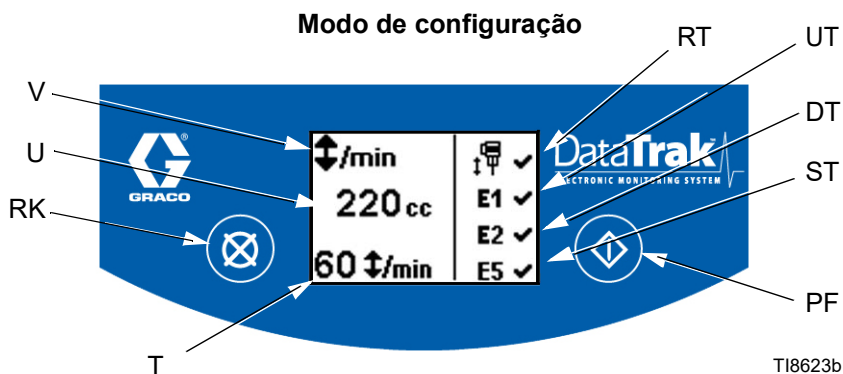 Modo de configuração
RT
UT
V
DT
U
ST
RK
PF
T
GRACO
DataTrak
ELECTRONIC MONITORING SYSTEM
/min
220 cc
60 /min
E1
E2
E5
TI8623b